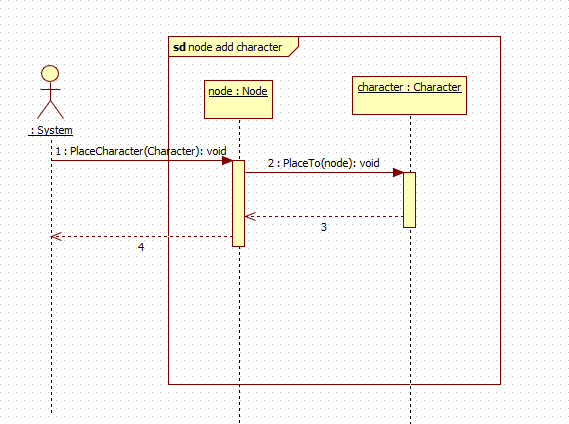 sd node add character
node : Node
character : Character
: System
1 : PlaceCharacter(Character): void
2 : PlaceTo(node): void
3
4